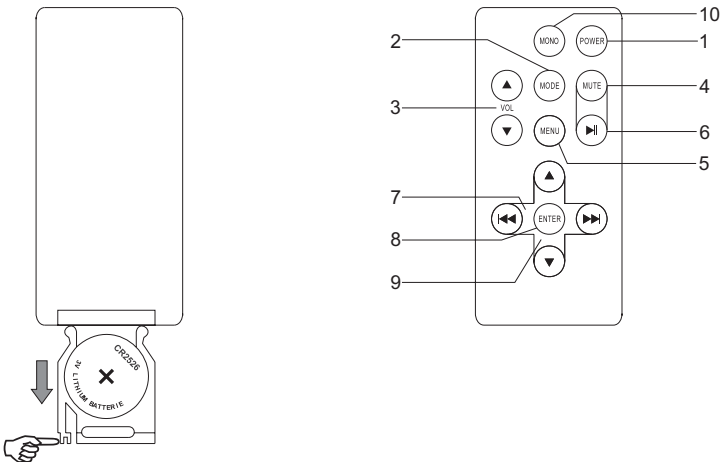 CR2526
3V LITHIUM BATTERIE
10
MONO
POWER
1
2
MODE
MUTE
4
3
VOL
6
MENU
5
7
ENTER
8
9